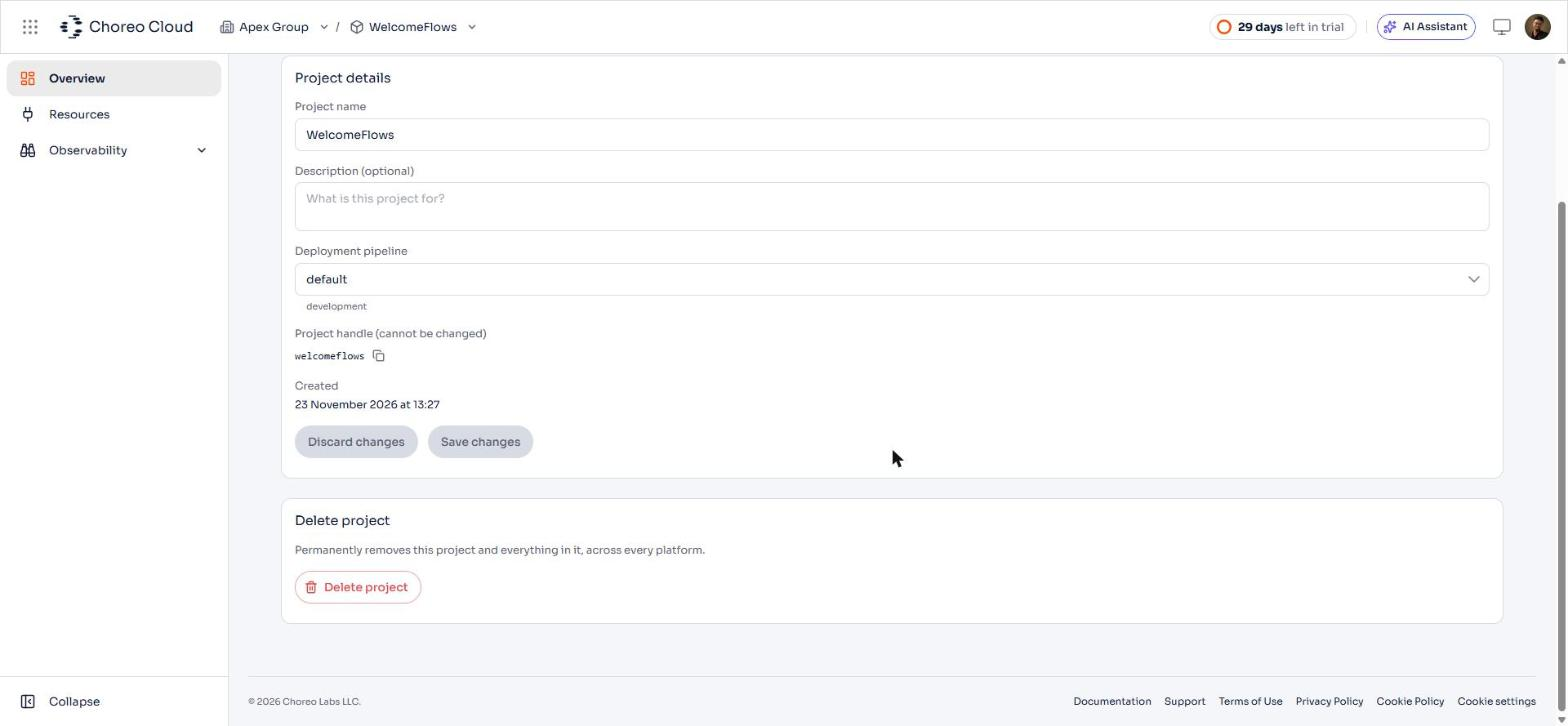 Choreo Cloud
Apex Group / WelcomeFlows
29 days left in trial
AI Assistant
Overview
Resources
Observability
Project details
Project name
WelcomeFlows
Description (optional)
What is this project for?
Deployment pipeline
default
development
Project handle (cannot be changed)
welcomeflows
Created
23 November 2026 at 13:27
Discard changes
Save changes
Delete project
Permanently removes this project and everything in it, across every platform.
Delete project
Collapse
© 2026 Choreo Labs LLC.
Documentation
Support
Terms of Use
Privacy Policy
Cookie Policy
Cookie settings